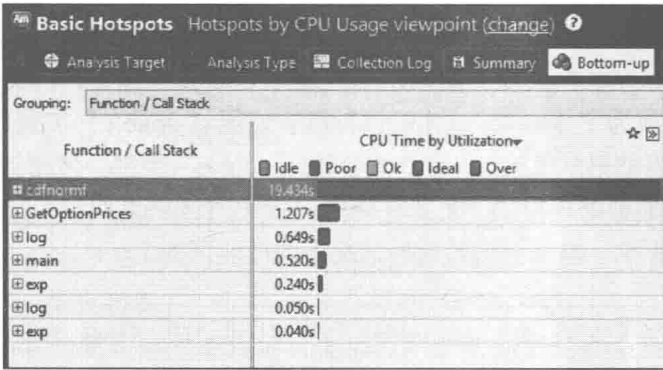 Basic Hotspots Hotspots by CPU Usage viewpoint (change) ?
Analysis Target Analysis Type Collection Log Summary Bottom-up
Grouping: Function / Call Stack
Function / Call Stack
CPU Time by Utilization
Idle Poor Ok Ideal Over
cdfnormf 19.434s
GetOptionPrices 1.207s
log 0.649s
main 0.520s
exp 0.240s
log 0.050s
exp 0.040s